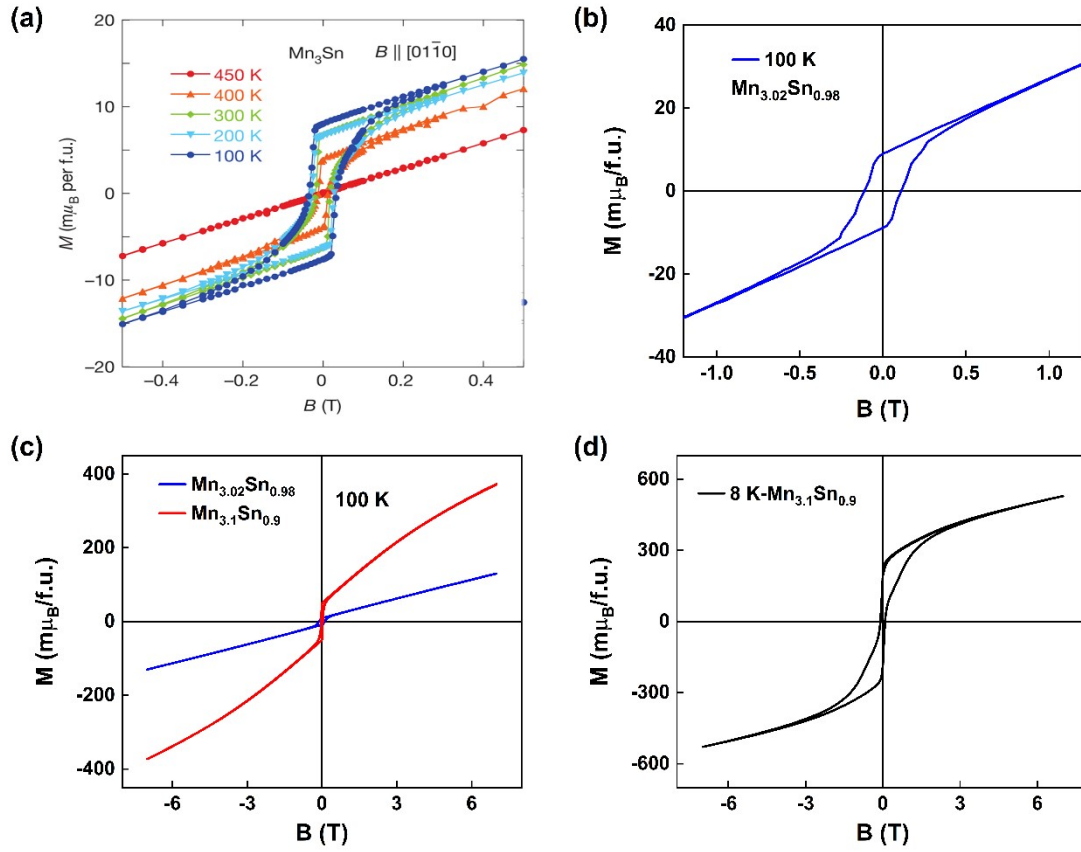 (a)
Mn₃Sn B || [011̅0]
450 K
400 K
300 K
200 K
100 K
20
10
0
−10
−20
M (mμB per f.u.)
−0.4 −0.2 0 0.2 0.4
B (T)
(b)
100 K
Mn3.02Sn0.98
40
20
0
-20
-40
M (mμB/f.u.)
-1.0 -0.5 0.0 0.5 1.0
B (T)
(c)
Mn3.02Sn0.98
Mn3.1Sn0.9
100 K
400
200
0
-200
-400
M (mμB/f.u.)
-6 -3 0 3 6
B (T)
(d)
8 K-Mn3.1Sn0.9
600
300
0
-300
-600
M (mμB/f.u.)
-6 -3 0 3 6
B (T)